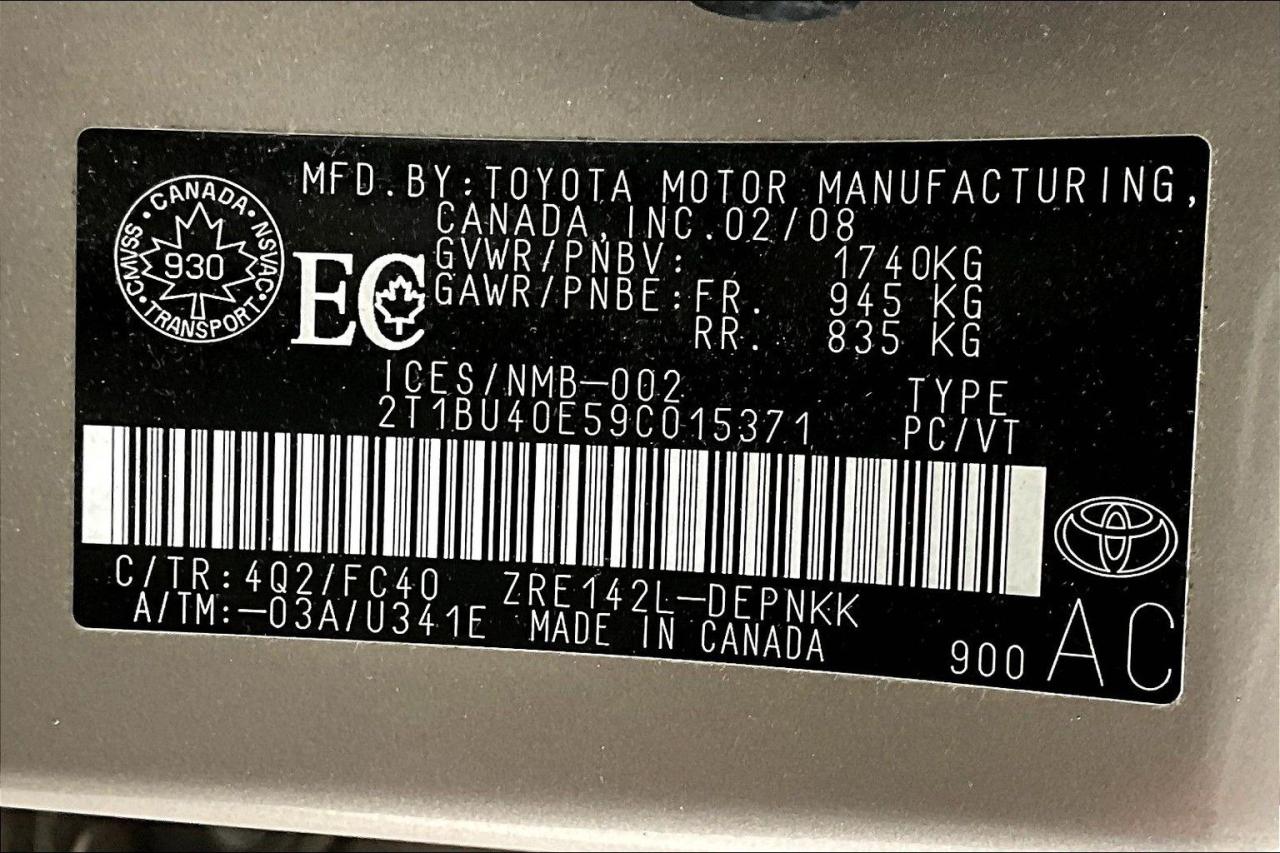 MFD.BY:TOYOTA MOTOR MANUFACTURING,
CANADA, INC.02/08
GVWR/PNBV: 1740KG
GAWR/PNBE:FR. 945 KG
RR. 835 KG
CANADA · NSVAC · TRANSPORT · CMVSS ·
930
EC
ICES/NMB-002
TYPE
2T1BU40E59C015371
PC/VT
C/TR:4Q2/FC40 ZRE142L-DEPNKK
A/TM:-03A/U341E MADE IN CANADA
900 AC